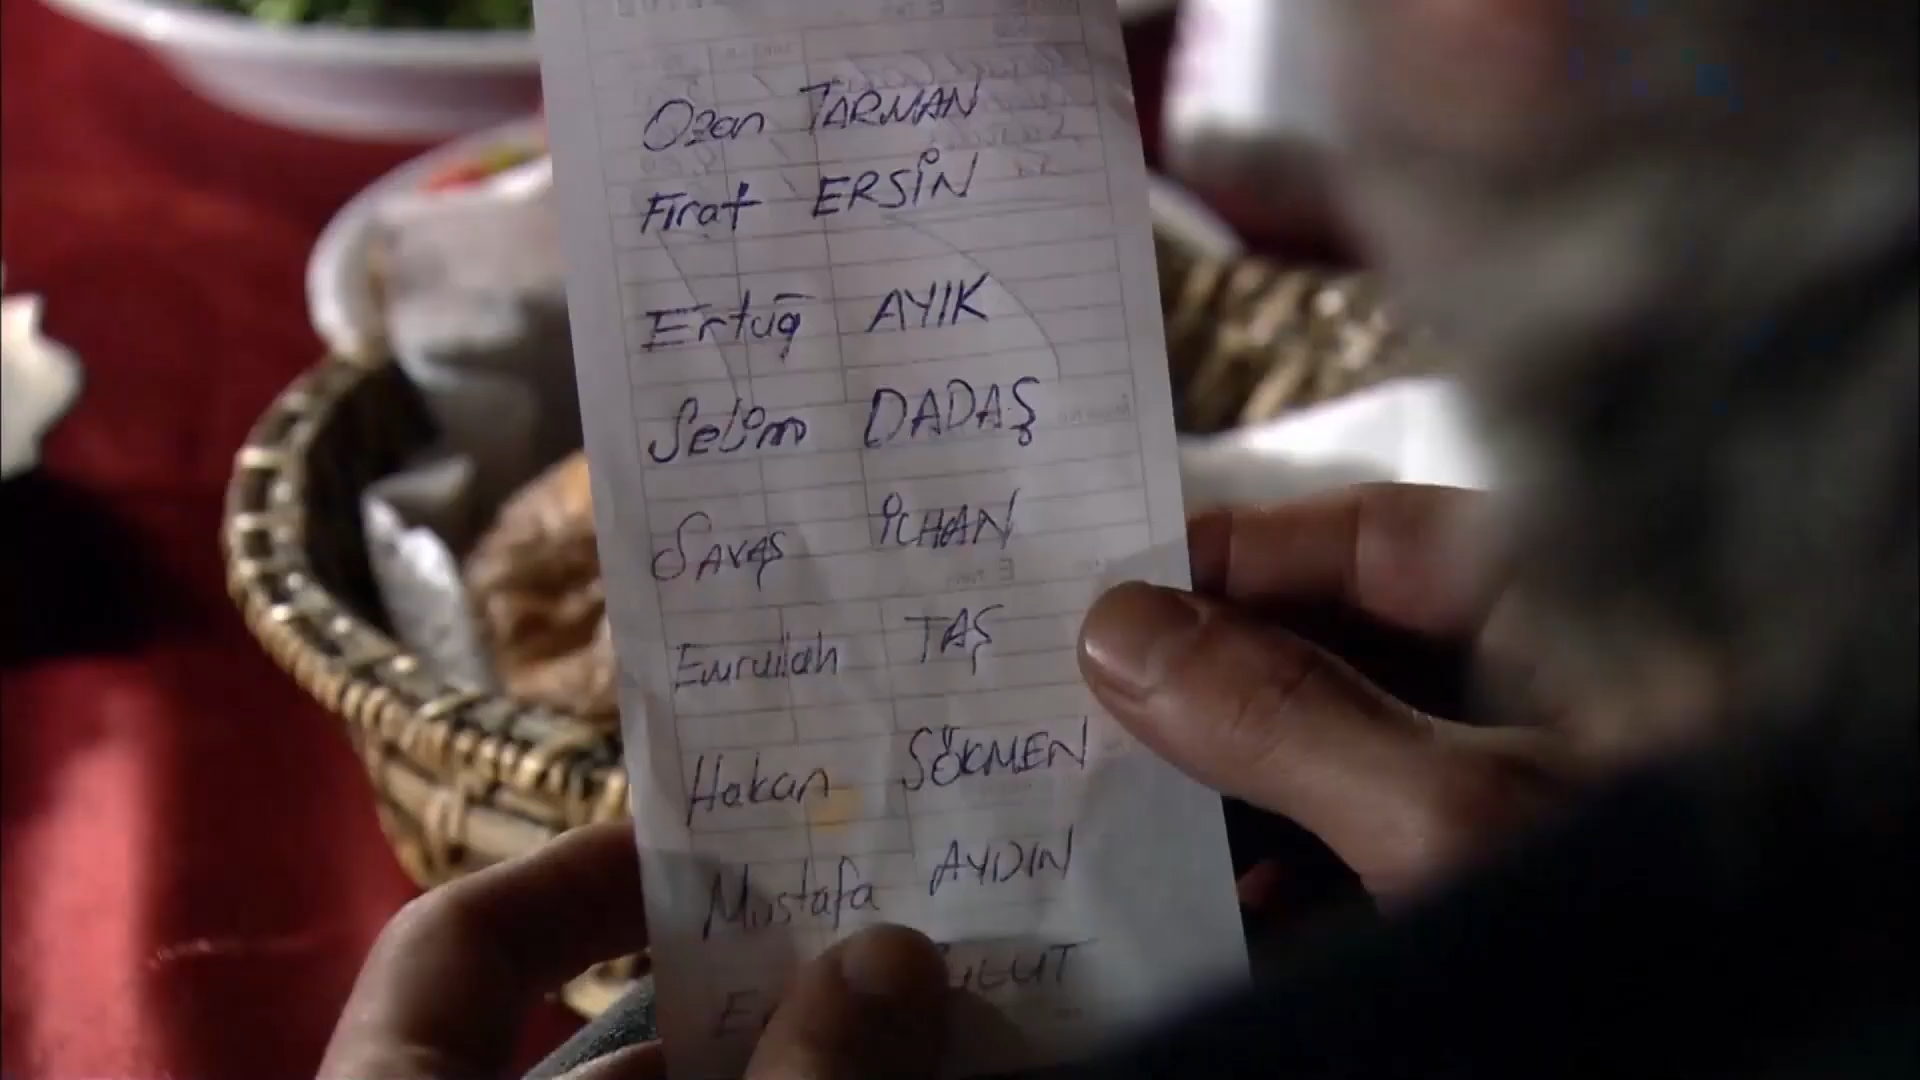 Ozan TARMAN
Fırat ERSİN
Ertuğ AYIK
Selim DADAŞ
SAVAŞ İLHAN
Emrullah TAŞ
Hakan SÖKMEN
Mustafa AYDIN